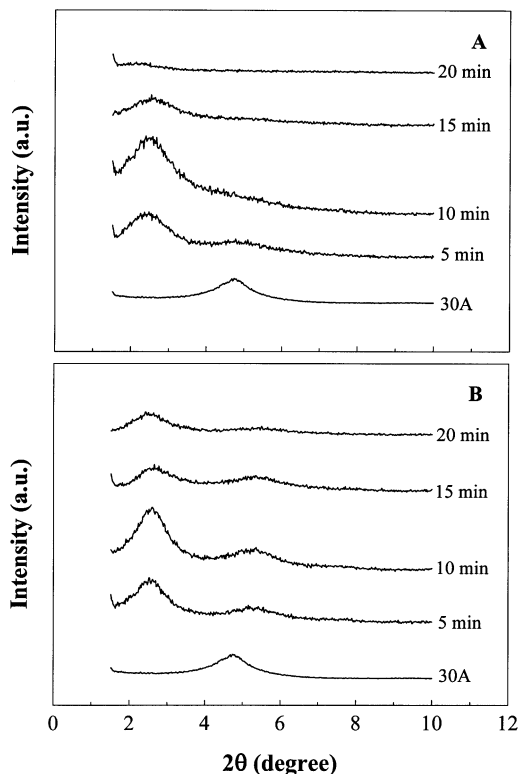 A
20 min
15 min
10 min
5 min
30A
Intensity (a.u.)
B
20 min
15 min
10 min
5 min
30A
Intensity (a.u.)
0 2 4 6 8 10 12
2θ (degree)